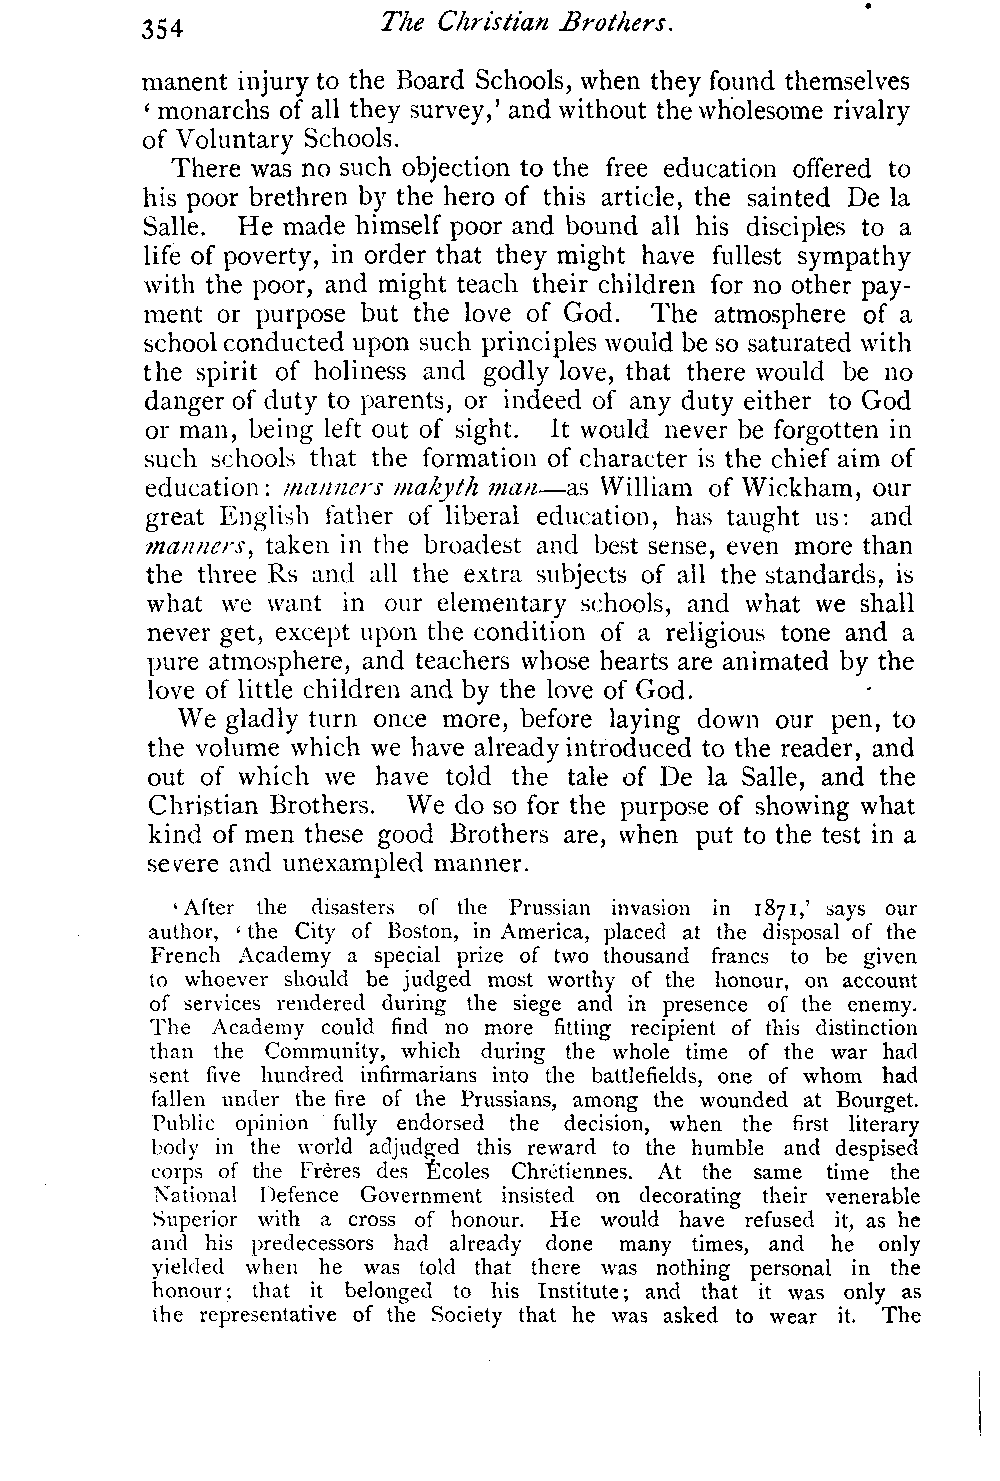 354 The Christian Brothers.
manent injury to the Board Schools, when they found themselves
‘ monarchs of all they survey,’ and without the wholesome rivalry
of Voluntary Schools.
There was no such objection to the free education offered to
his poor brethren by the hero of this article, the sainted De la
Salle. He made himself poor and bound all his disciples to a
life of poverty, in order that they might have fullest sympathy
with the poor, and might teach their children for no other pay-
ment or purpose but the love of God. The atmosphere of a
school conducted upon such principles would be so saturated with
the spirit of holiness and godly love, that there would be no
danger of duty to parents, or indeed of any duty either to God
or man, being left out of sight. It would never be forgotten in
such schools that the formation of character is the chief aim of
education: manners makyth man—as William of Wickham, our
great English father of liberal education, has taught us: and
manners, taken in the broadest and best sense, even more than
the three Rs and all the extra subjects of all the standards, is
what we want in our elementary schools, and what we shall
never get, except upon the condition of a religious tone and a
pure atmosphere, and teachers whose hearts are animated by the
love of little children and by the love of God.
We gladly turn once more, before laying down our pen, to
the volume which we have already introduced to the reader, and
out of which we have told the tale of De la Salle, and the
Christian Brothers. We do so for the purpose of showing what
kind of men these good Brothers are, when put to the test in a
severe and unexampled manner.
‘After the disasters of the Prussian invasion in 1871,’ says our
author, ‘the City of Boston, in America, placed at the disposal of the
French Academy a special prize of two thousand francs to be given
to whoever should be judged most worthy of the honour, on account
of services rendered during the siege and in presence of the enemy.
The Academy could find no more fitting recipient of this distinction
than the Community, which during the whole time of the war had
sent five hundred infirmarians into the battlefields, one of whom had
fallen under the fire of the Prussians, among the wounded at Bourget.
Public opinion fully endorsed the decision, when the first literary
body in the world adjudged this reward to the humble and despised
corps of the Frères des Écoles Chrétiennes. At the same time the
National Defence Government insisted on decorating their venerable
Superior with a cross of honour. He would have refused it, as he
and his predecessors had already done many times, and he only
yielded when he was told that there was nothing personal in the
honour; that it belonged to his Institute; and that it was only as
the representative of the Society that he was asked to wear it. The